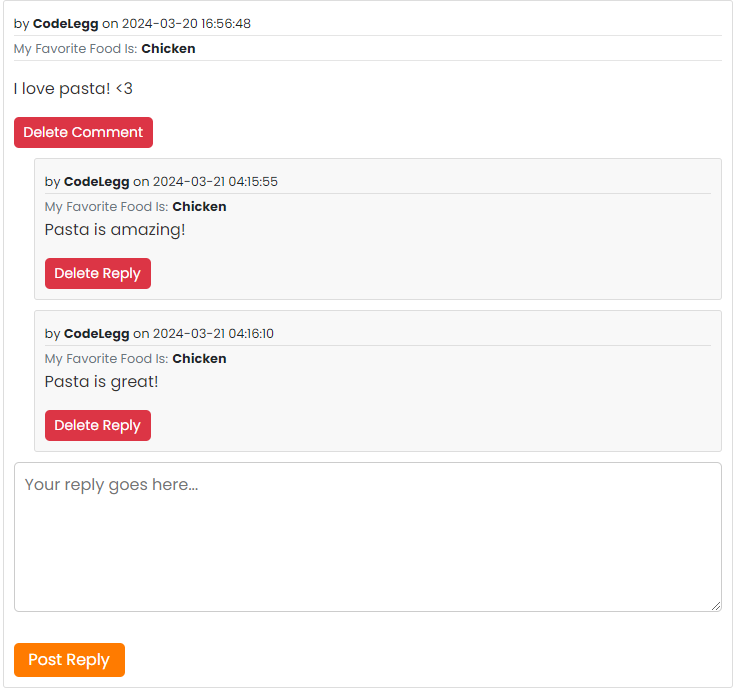 by CodeLegg on 2024-03-20 16:56:48
My Favorite Food Is: Chicken
I love pasta! <3
Delete Comment
by CodeLegg on 2024-03-21 04:15:55
My Favorite Food Is: Chicken
Pasta is amazing!
Delete Reply
by CodeLegg on 2024-03-21 04:16:10
My Favorite Food Is: Chicken
Pasta is great!
Delete Reply
Your reply goes here...
Post Reply